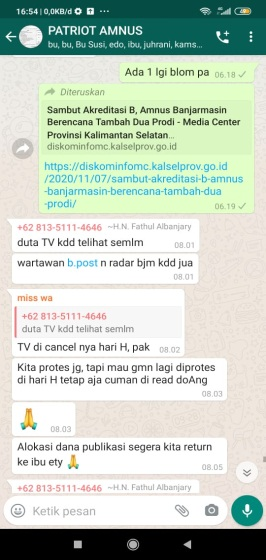 16:54 | 0,0KB/d
PATRIOT AMNUS
bu, bu, Bu Susi, edo, ibu, juhrani, kams...
Ada 1 lgi blom pa 06.18
Diteruskan
Sambut Akreditasi B, Amnus Banjarmasin
Berencana Tambah Dua Prodi - Media Center
Provinsi Kalimantan Selatan...
diskominfomc.kalselprov.go.id
https://diskominfomc.kalselprov.go.id
/2020/11/07/sambut-akreditasi-b-amnus
-banjarmasin-berencana-tambah-dua
-prodi/ 06.19
+62 813-5111-4646 ~H.N. Fathul Albanjary
duta TV kdd telihat semlm
08.01
wartawan b.post n radar bjm kdd jua
08.01
miss wa
+62 813-5111-4646
duta TV kdd telihat semlm
TV di cancel nya hari H, pak 08.02
Kita protes jg, tapi mau gmn lagi diprotes
di hari H tetap aja cuman di read doAng
08.03
🙏
08.03
Alokasi dana publikasi segera kita return
ke ibu ety 🙏 08.05
+62 813-5111-4646 ~H.N. Fathul Albanjary
Ketik pesan